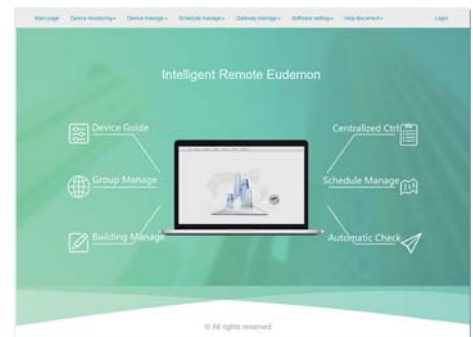 Main page Device monitoring Device manage Schedule manage Gateway manage Software setting Help document Login
Intelligent Remote Eudemon
Device Guide
Centralized Ctrl
Group Manage
Schedule Manage
Building Manage
Automatic Check
© All rights reserved